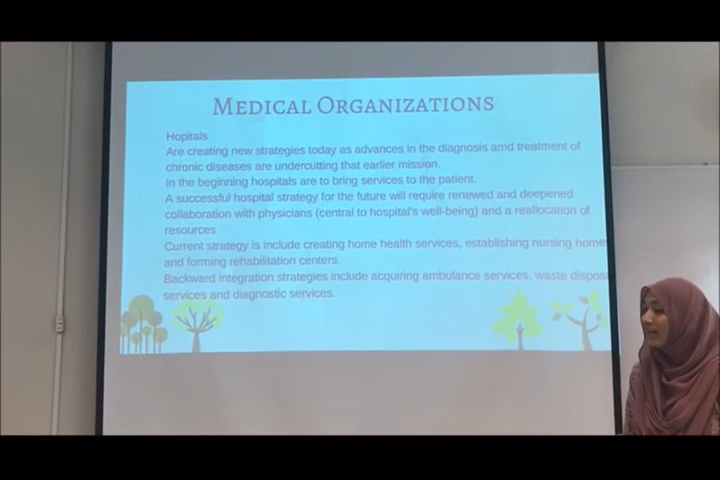 MEDICAL ORGANIZATIONS
Hopitals
Are creating new strategies today as advances in the diagnosis amd treatment of
chronic diseases are undercutting that earlier mission.
In the beginning hospitals are to bring services to the patient.
A successful hospital strategy for the future will require renewed and deepened
collaboration with physicians (central to hospital's well-being) and a reallocation of
resources
Current strategy is include creating home health services, establishing nursing home
and forming rehabilitation centers.
Backward integration strategies include acquiring ambulance services, waste dispos
services and diagnostic services.